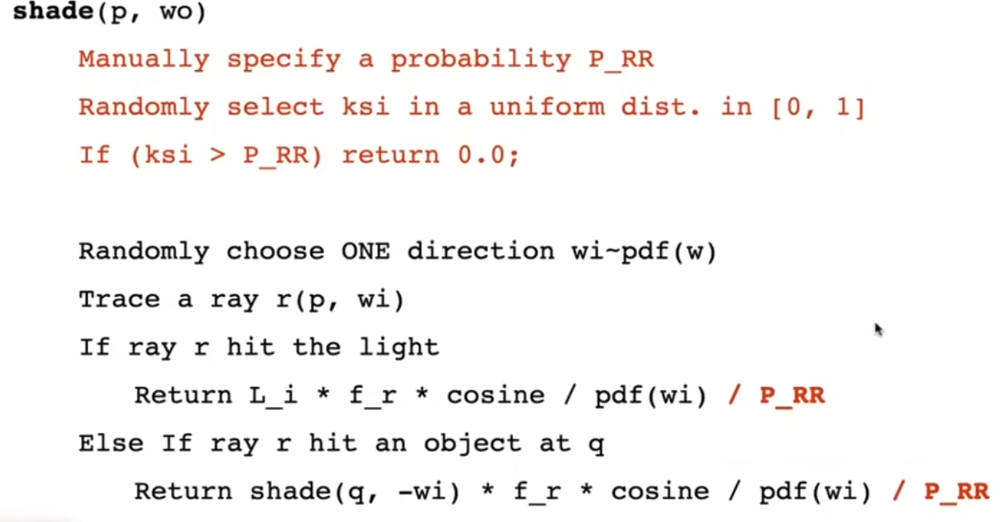 shade(p, wo)
Manually specify a probability P_RR
Randomly select ksi in a uniform dist. in [0, 1]
If (ksi > P_RR) return 0.0;
Randomly choose ONE direction wi~pdf(w)
Trace a ray r(p, wi)
If ray r hit the light
Return L_i * f_r * cosine / pdf(wi) / P_RR
Else If ray r hit an object at q
Return shade(q, -wi) * f_r * cosine / pdf(wi) / P_RR